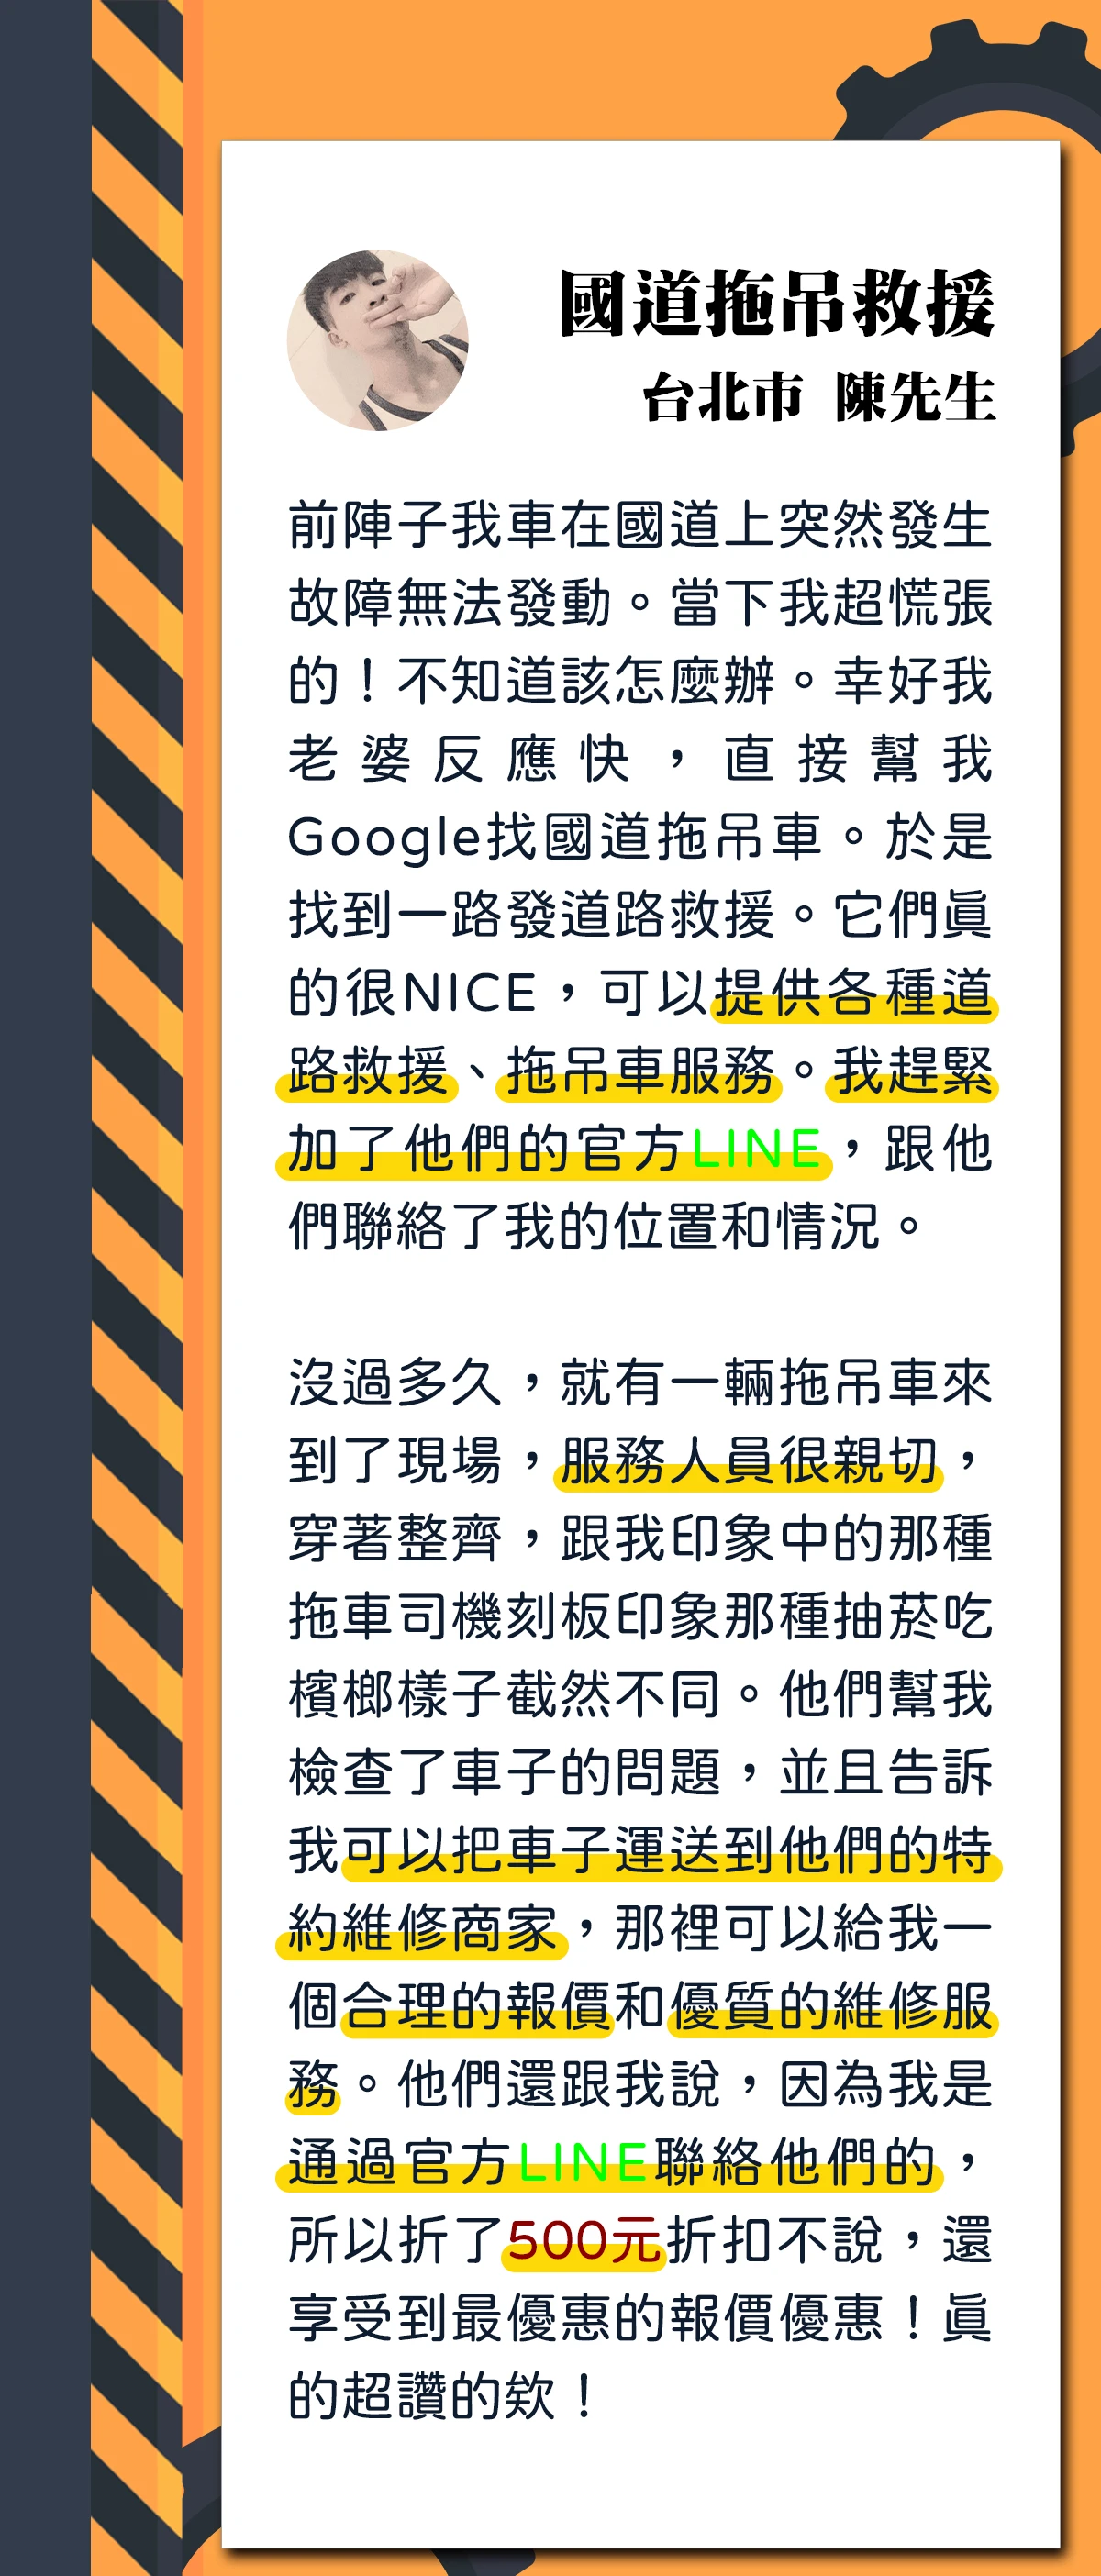 國道拖吊救援
台北市 陳先生
前陣子我車在國道上突然發生
故障無法發動。當下我超慌張
的！不知道該怎麼辦。幸好我
老婆反應快，直接幫我
Google找國道拖吊車。於是
找到一路發道路救援。它們真
的很NICE，可以提供各種道
路救援、拖吊車服務。我趕緊
加了他們的官方LINE，跟他
們聯絡了我的位置和情況。
沒過多久，就有一輛拖吊車來
到了現場，服務人員很親切，
穿著整齊，跟我印象中的那種
拖車司機刻板印象那種抽菸吃
檳榔樣子截然不同。他們幫我
檢查了車子的問題，並且告訴
我可以把車子運送到他們的特
約維修商家，那裡可以給我一
個合理的報價和優質的維修服
務。他們還跟我說，因為我是
通過官方LINE聯絡他們的，
所以折了500元折扣不說，還
享受到最優惠的報價優惠！真
的超讚的欸！